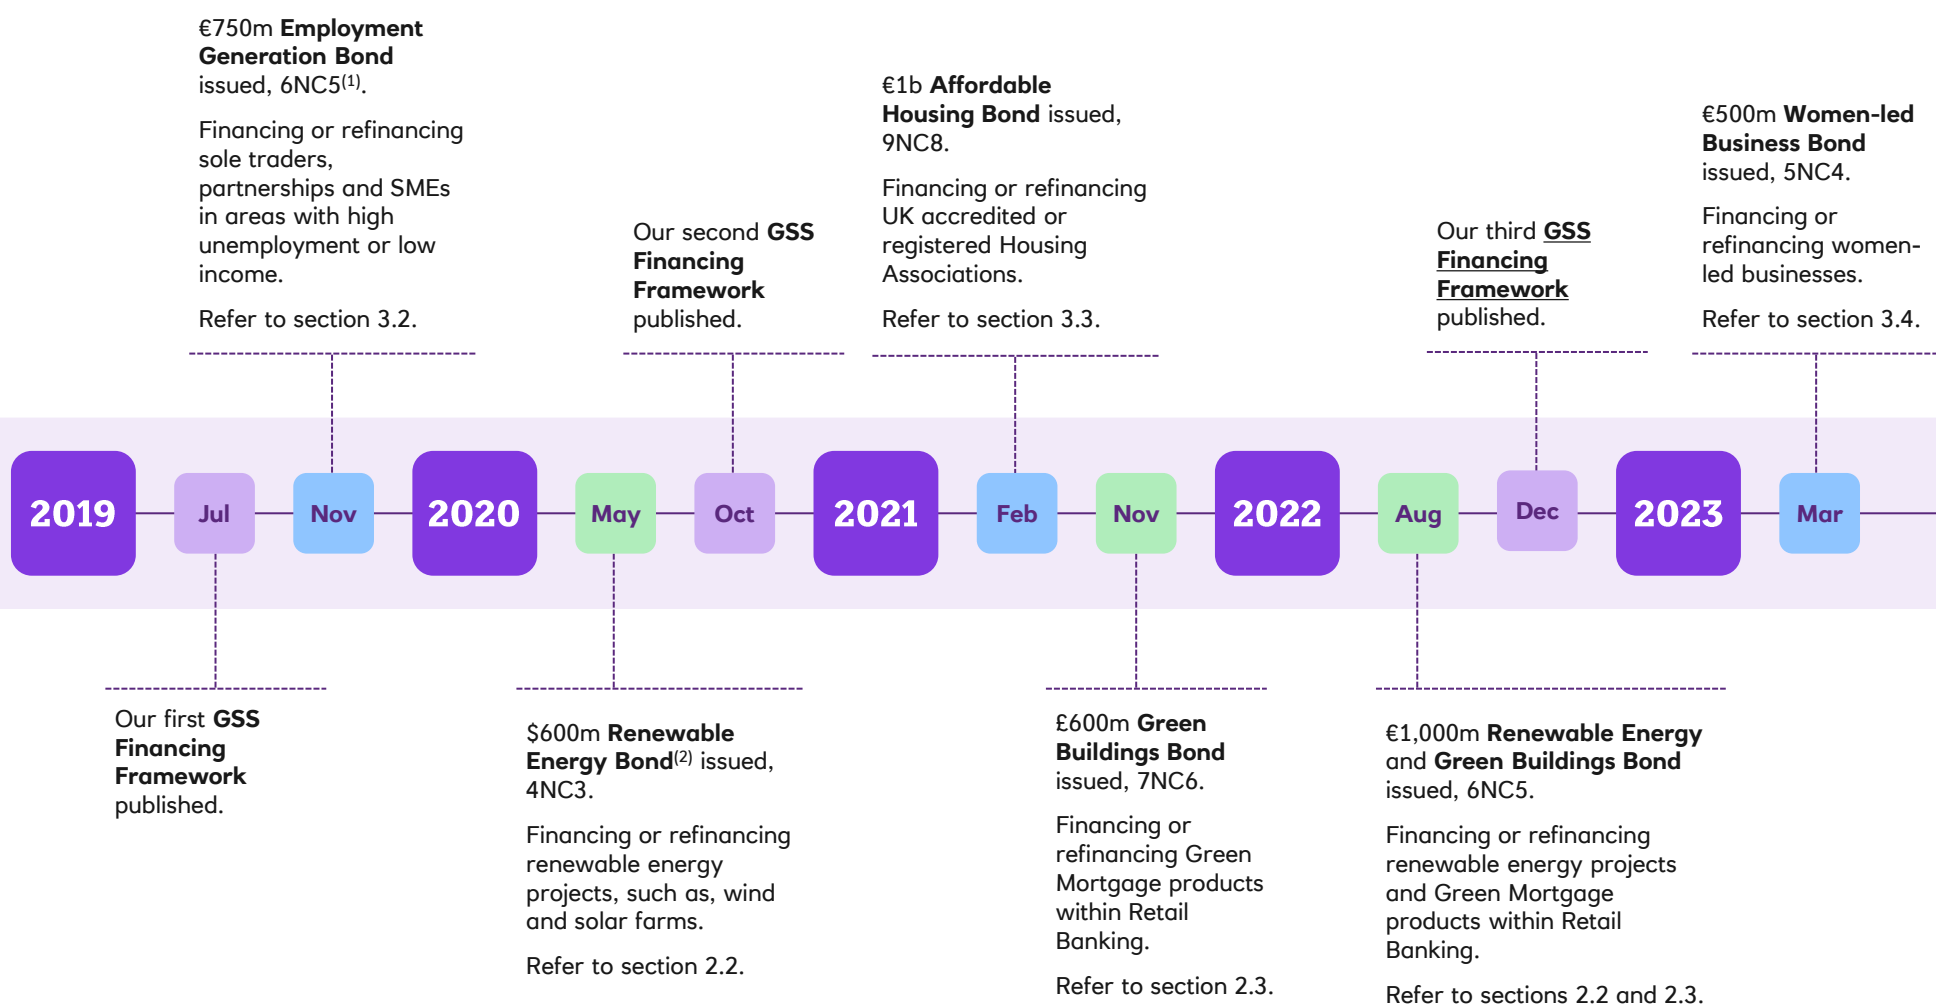 €750m Employment
Generation Bond
issued, 6NC5(1).
Financing or refinancing
sole traders,
partnerships and SMEs
in areas with high
unemployment or low
income.
Refer to section 3.2.
Our second GSS
Financing
Framework
published.
€1b Affordable
Housing Bond issued,
9NC8.
Financing or refinancing
UK accredited or
registered Housing
Associations.
Refer to section 3.3.
Our third GSS
Financing
Framework
published.
€500m Women-led
Business Bond
issued, 5NC4.
Financing or
refinancing women-
led businesses.
Refer to section 3.4.
2019
Jul
Nov
2020
May
Oct
2021
Feb
Nov
2022
Aug
Dec
2023
Mar
Our first GSS
Financing
Framework
published.
$600m Renewable
Energy Bond(2) issued,
4NC3.
Financing or refinancing
renewable energy
projects, such as, wind
and solar farms.
Refer to section 2.2.
£600m Green
Buildings Bond
issued, 7NC6.
Financing or
refinancing Green
Mortgage products
within Retail
Banking.
Refer to section 2.3.
€1,000m Renewable Energy
and Green Buildings Bond
issued, 6NC5.
Financing or refinancing
renewable energy projects
and Green Mortgage
products within Retail
Banking.
Refer to sections 2.2 and 2.3.